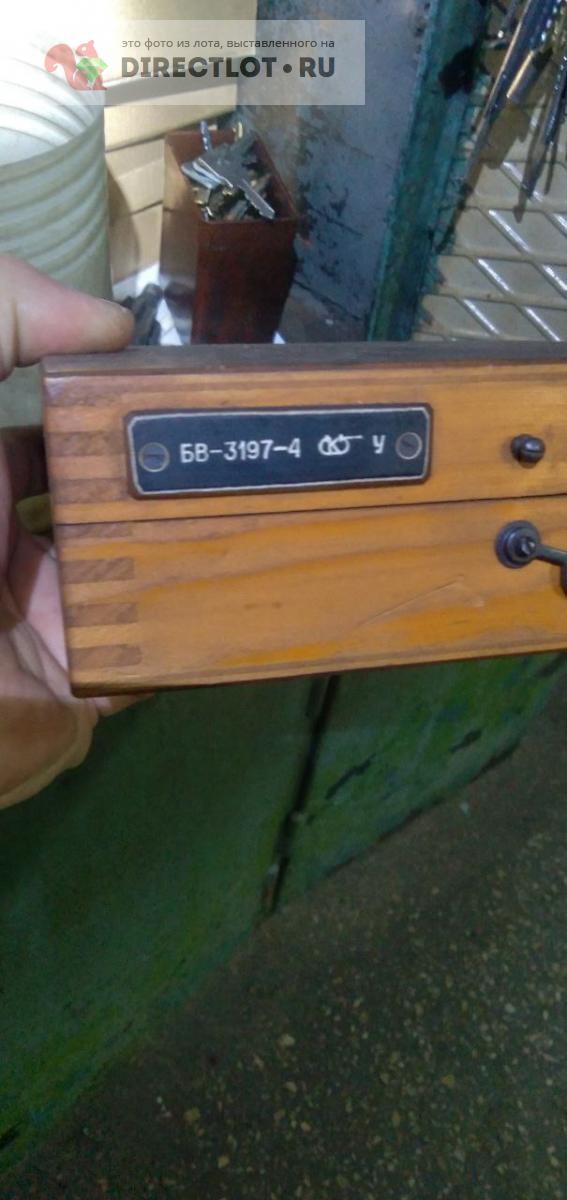 это фото из лота, выставленного на
DIRECTLOT•RU
БВ-3197-4 У